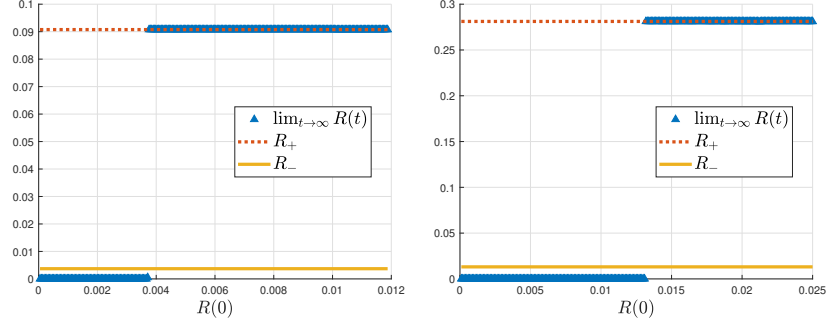 0.1
0.09
0.08
0.07
0.06
0.05
0.04
0.03
0.02
0.01
0
0 0.002 0.004 0.006 0.008 0.01 0.012
R(0)
lim_{t→∞} R(t)
R_+
R_−
0.3
0.25
0.2
0.15
0.1
0.05
0
0 0.005 0.01 0.015 0.02 0.025
R(0)
lim_{t→∞} R(t)
R_+
R_−